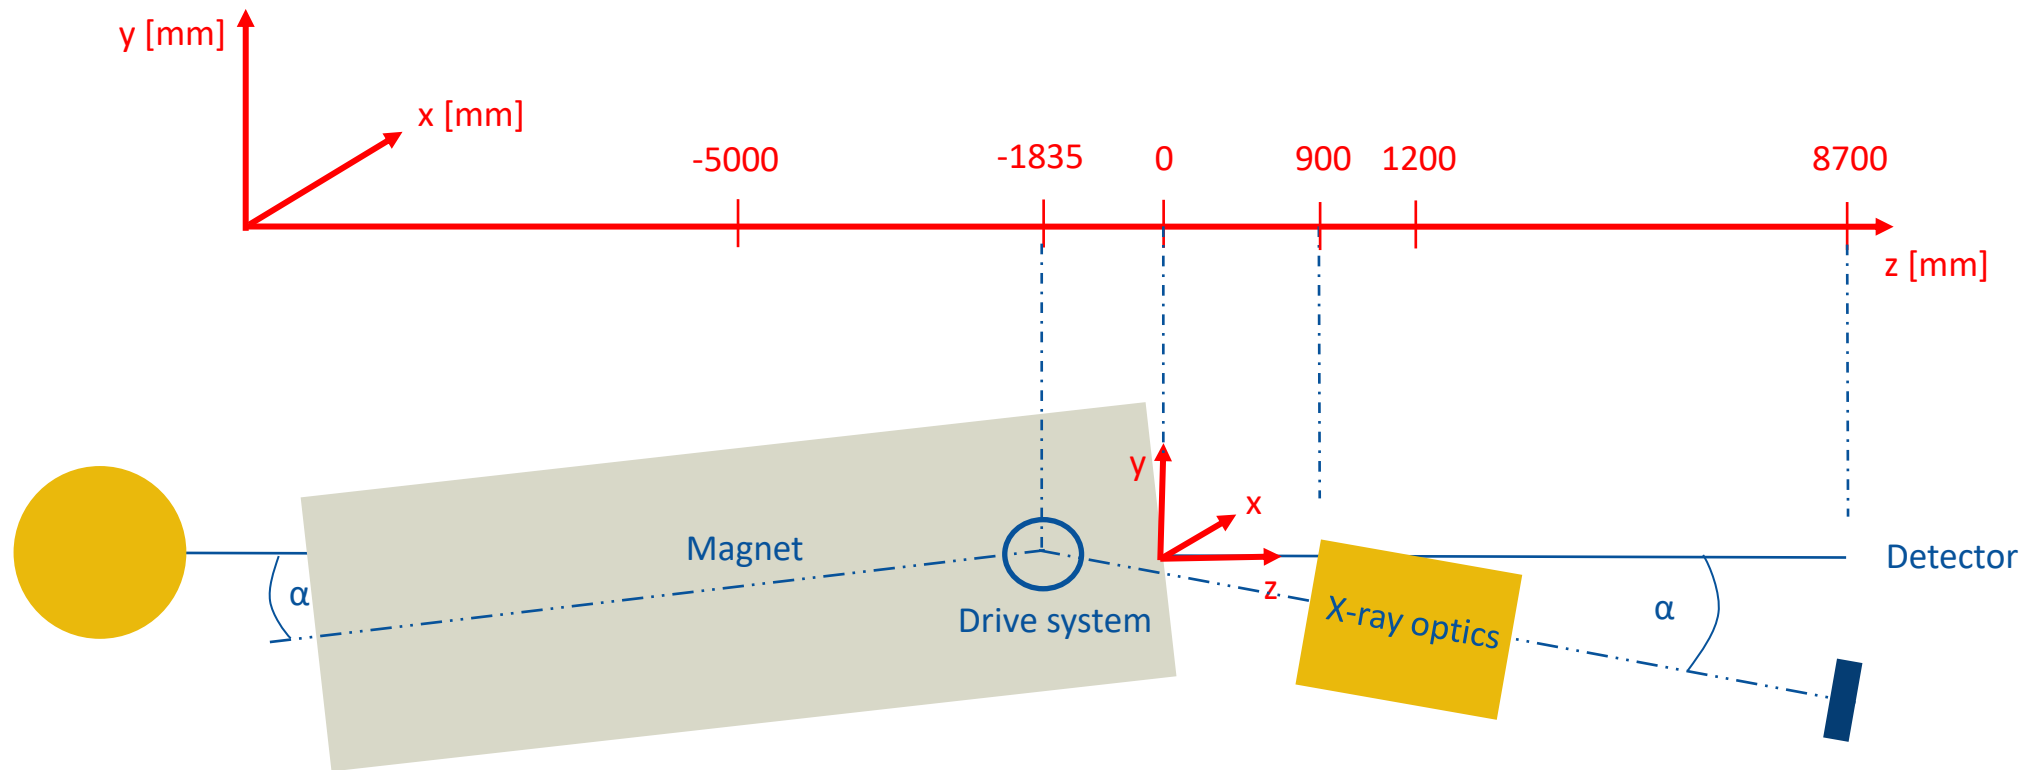 y [mm]
x [mm]
-5000
-1835
0
900
1200
8700
z [mm]
y
x
z
Magnet
Drive system
X-ray optics
Detector
α
α